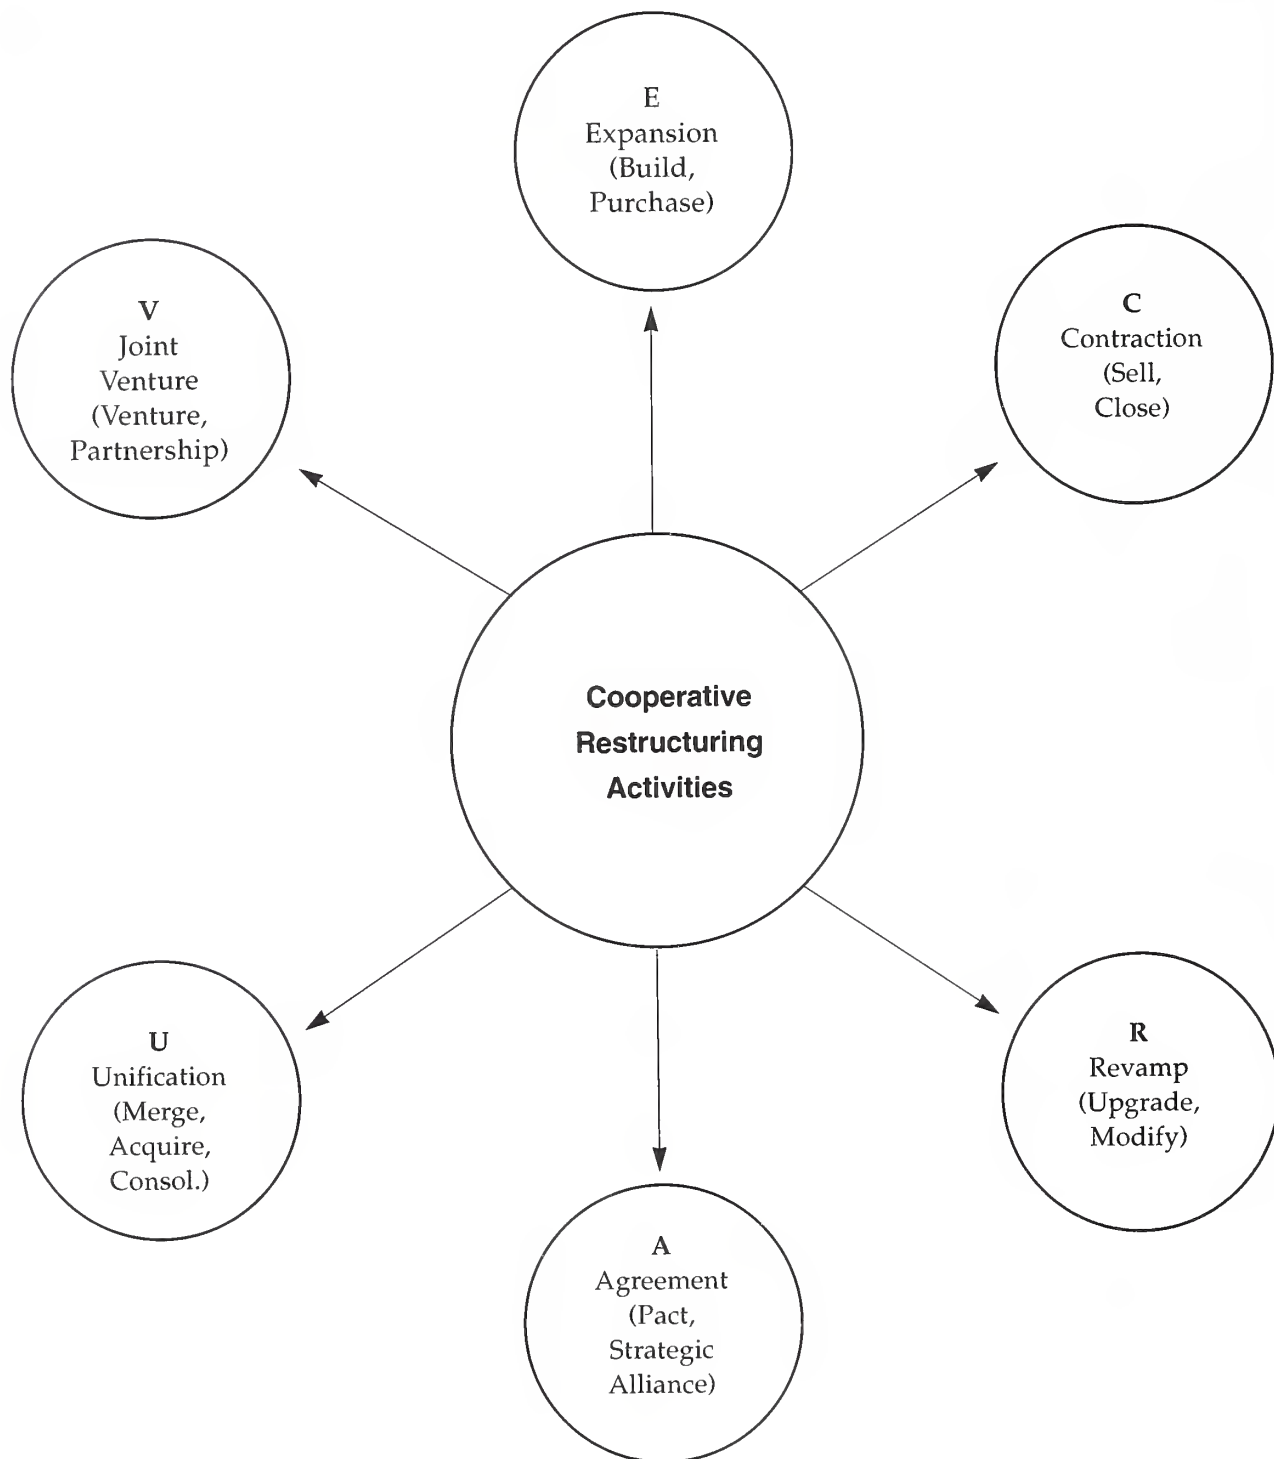 E
Expansion
(Build,
Purchase)
V
Joint
Venture
(Venture,
Partnership)
C
Contraction
(Sell,
Close)
Cooperative
Restructuring
Activities
U
Unification
(Merge,
Acquire,
Consol.)
R
Revamp
(Upgrade,
Modify)
A
Agreement
(Pact,
Strategic
Alliance)